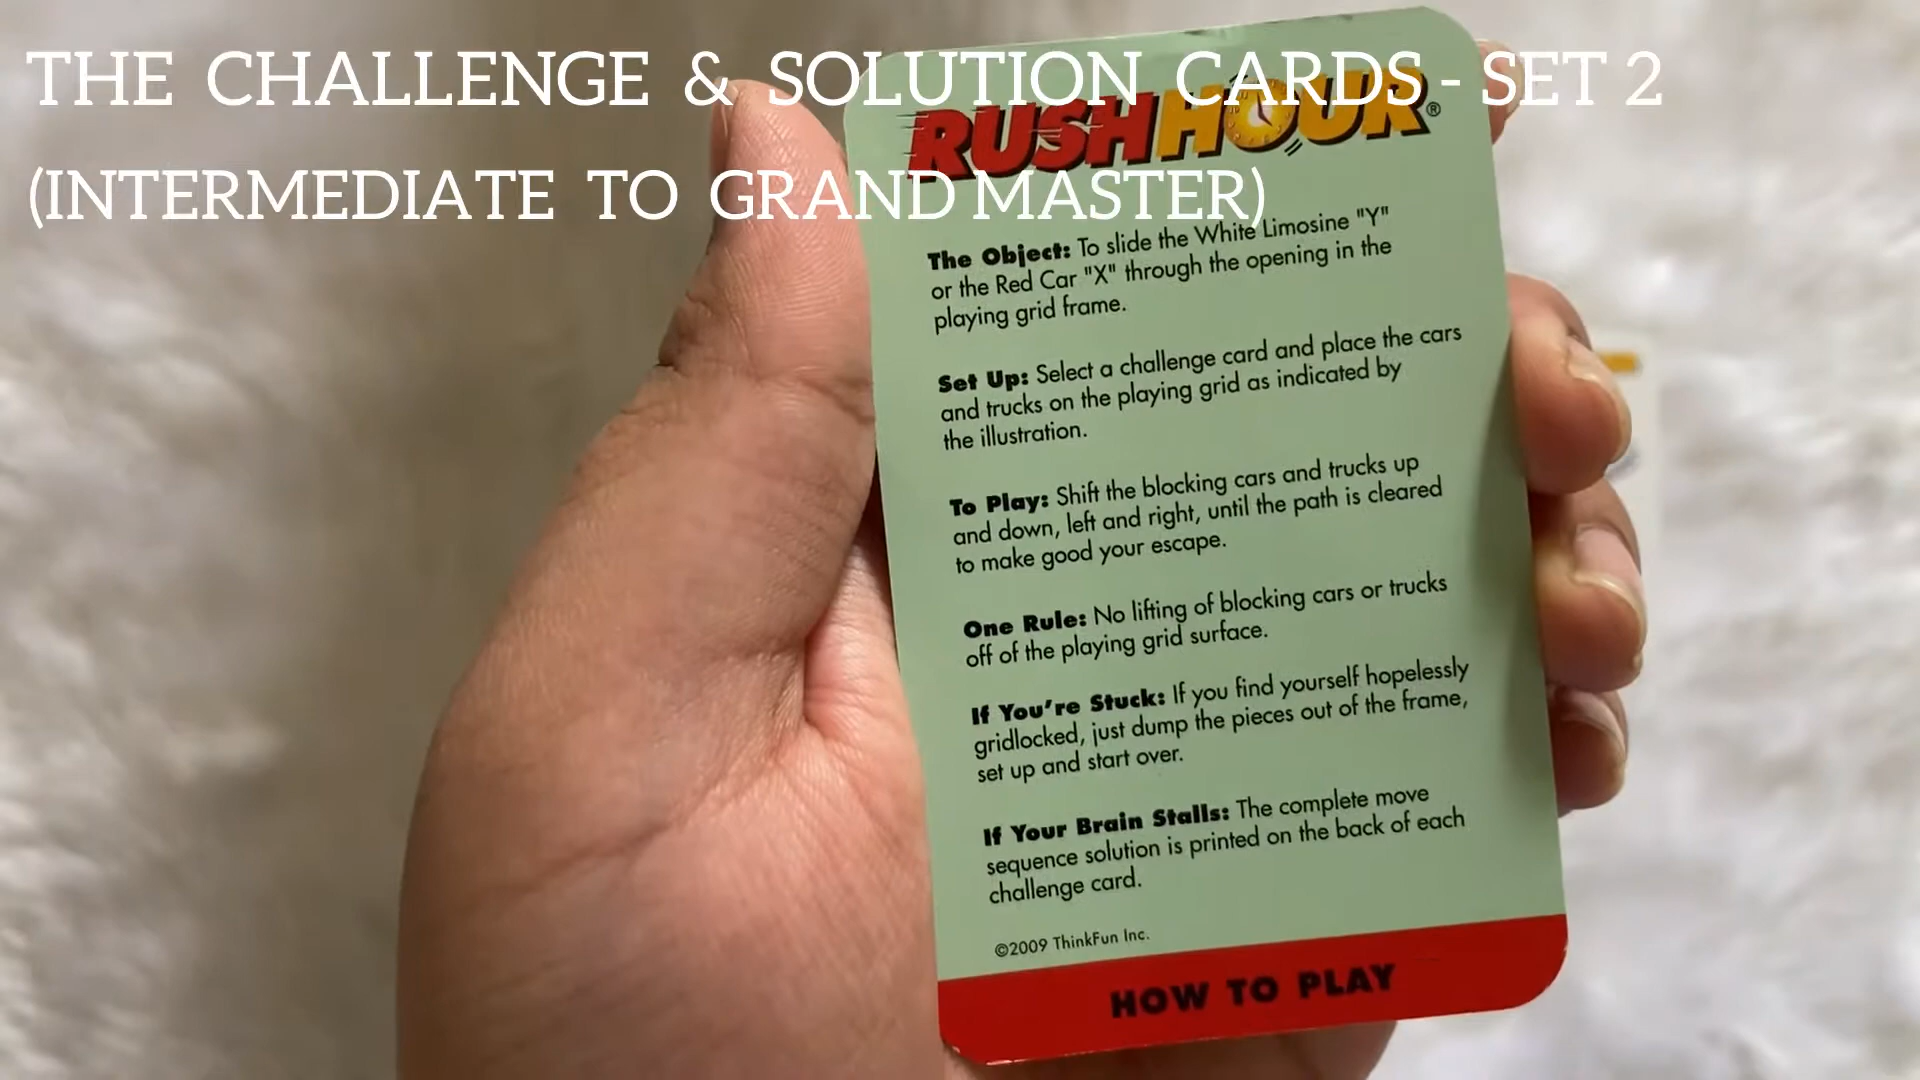 THE CHALLENGE & SOLUTION CARDS - SET 2
(INTERMEDIATE TO GRAND MASTER)
RUSH HOUR®
The Object: To slide the White Limosine "Y"
or the Red Car "X" through the opening in the
playing grid frame.
Set Up: Select a challenge card and place the cars
and trucks on the playing grid as indicated by
the illustration.
To Play: Shift the blocking cars and trucks up
and down, left and right, until the path is cleared
to make good your escape.
One Rule: No lifting of blocking cars or trucks
off of the playing grid surface.
If You're Stuck: If you find yourself hopelessly
gridlocked, just dump the pieces out of the frame,
set up and start over.
If Your Brain Stalls: The complete move
sequence solution is printed on the back of each
challenge card.
©2009 ThinkFun Inc.
HOW TO PLAY